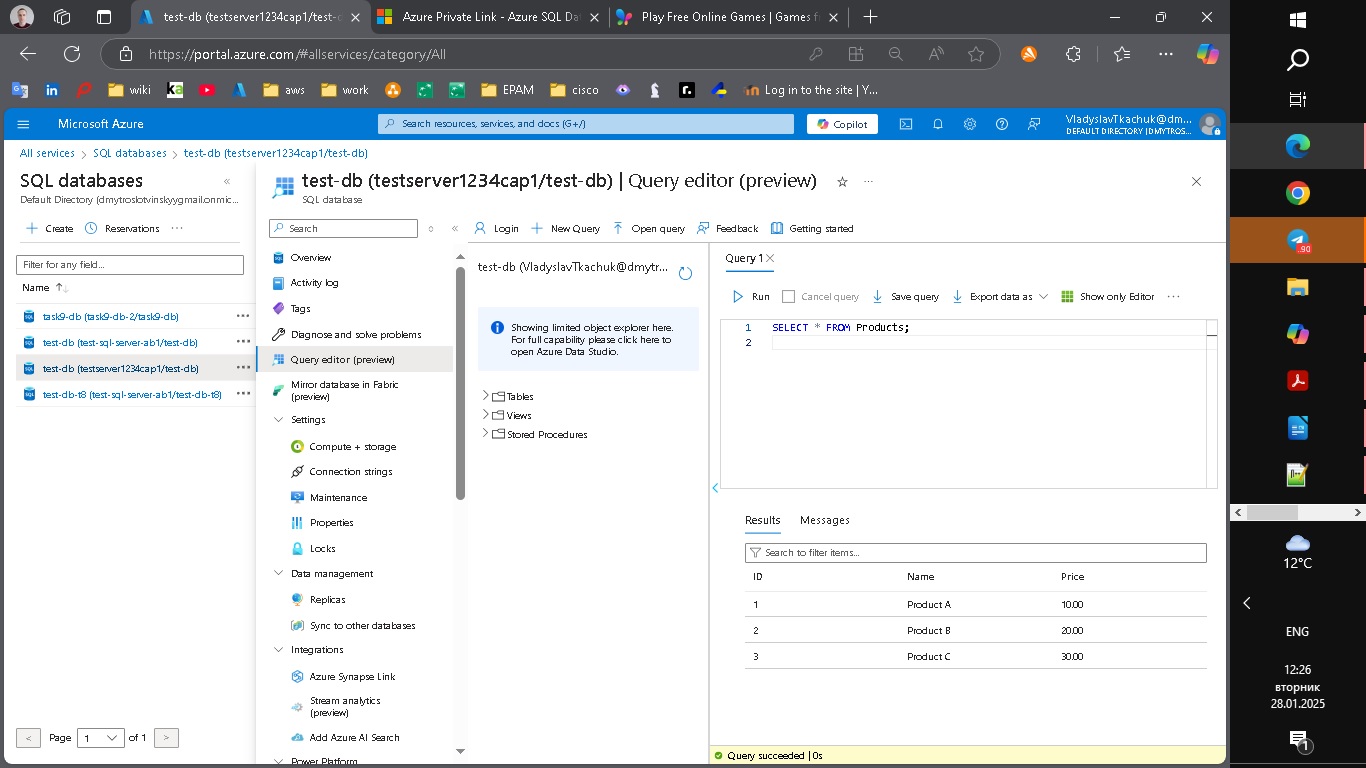 test-db (testserver1234cap1/test-d
Azure Private Link - Azure SQL Da
Play Free Online Games | Games f
https://portal.azure.com/#allservices/category/All
wiki
ka
aws
work
EPAM
cisco
r.
Log in to the site | Y...
Microsoft Azure
Search resources, services, and docs (G+/)
Copilot
VladyslavTkachuk@dm...
DEFAULT DIRECTORY (DMYTROS...
All services > SQL databases > test-db (testserver1234cap1/test-db)
SQL databases
Default Directory (dmytroslotvinskyygmail.onmic...
Create
Reservations
Filter for any field...
Name
task9-db (task9-db-2/task9-db)
test-db (test-sql-server-ab1/test-db)
test-db (testserver1234cap1/test-db)
test-db-t8 (test-sql-server-ab1/test-db-t8)
< Page 1 of 1 >
test-db (testserver1234cap1/test-db) | Query editor (preview)
SQL database
Search
Overview
Activity log
Tags
Diagnose and solve problems
Query editor (preview)
Mirror database in Fabric
(preview)
Settings
Compute + storage
Connection strings
Maintenance
Properties
Locks
Data management
Replicas
Sync to other databases
Integrations
Azure Synapse Link
Stream analytics
(preview)
Add Azure AI Search
Power Platform
Login
New Query
Open query
Feedback
Getting started
test-db (VladyslavTkachuk@dmytr...
Showing limited object explorer here.
For full capability please click here to
open Azure Data Studio.
Tables
Views
Stored Procedures
Query 1
Run
Cancel query
Save query
Export data as
Show only Editor
1 SELECT * FROM Products;
2
Results
Messages
Search to filter items...
ID Name Price
1 Product A 10.00
2 Product B 20.00
3 Product C 30.00
Query succeeded | 0s
90
12°C
ENG
12:26
вторник
28.01.2025
1